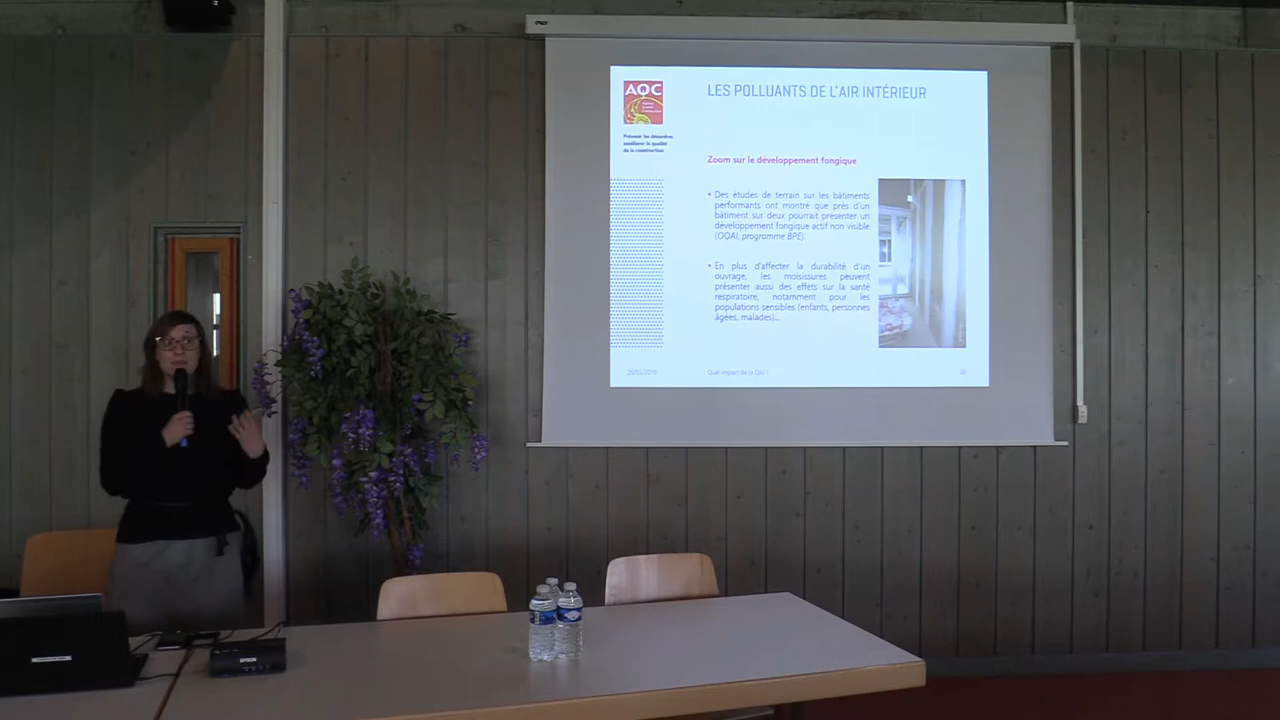 AQC
LES POLLUANTS DE L'AIR INTÉRIEUR
Prévenir les désordres,
améliorer la qualité
de la construction
Zoom sur le développement fongique
• Des études de terrain sur les bâtiments
performants ont montré que près d'un
bâtiment sur deux pourrait présenter un
développement fongique actif non visible
(OQAI, programme BPE).
• En plus d'affecter la durabilité d'un
ouvrage, les moisissures peuvent
présenter aussi des effets sur la santé
respiratoire, notamment pour les
populations sensibles (enfants, personnes
âgées, malades)...
Quel impact de la QAI !
EPSON